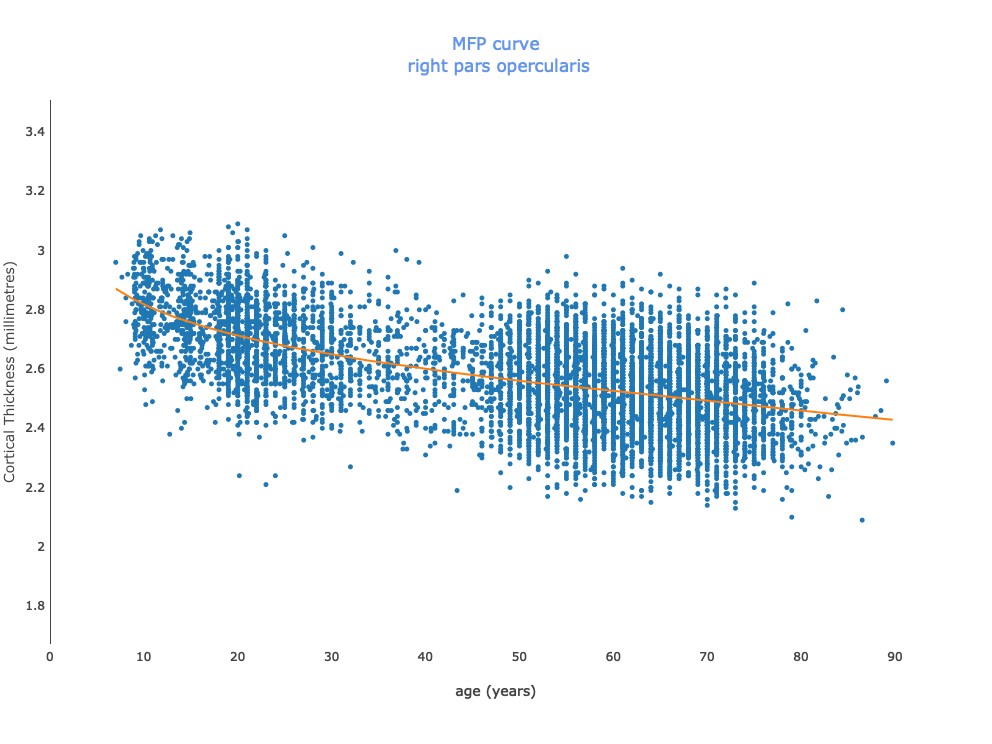 MFP curve
right pars opercularis
Cortical Thickness (millimetres)
3.4
3.2
3
2.8
2.6
2.4
2.2
2
1.8
0 10 20 30 40 50 60 70 80 90
age (years)